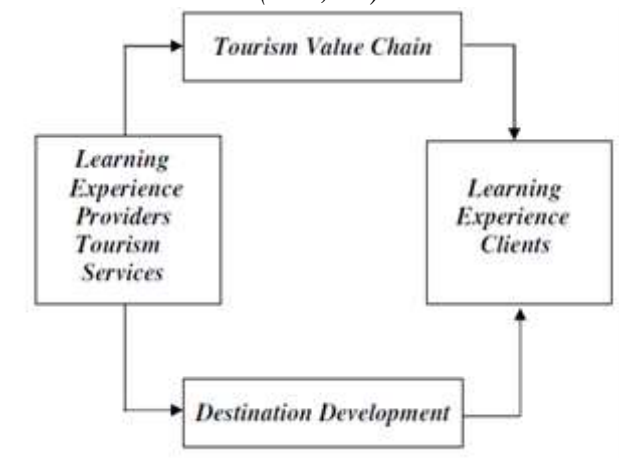 Tourism Value Chain
Learning
Experience
Providers
Tourism
Services
Learning
Experience
Clients
Destination Development